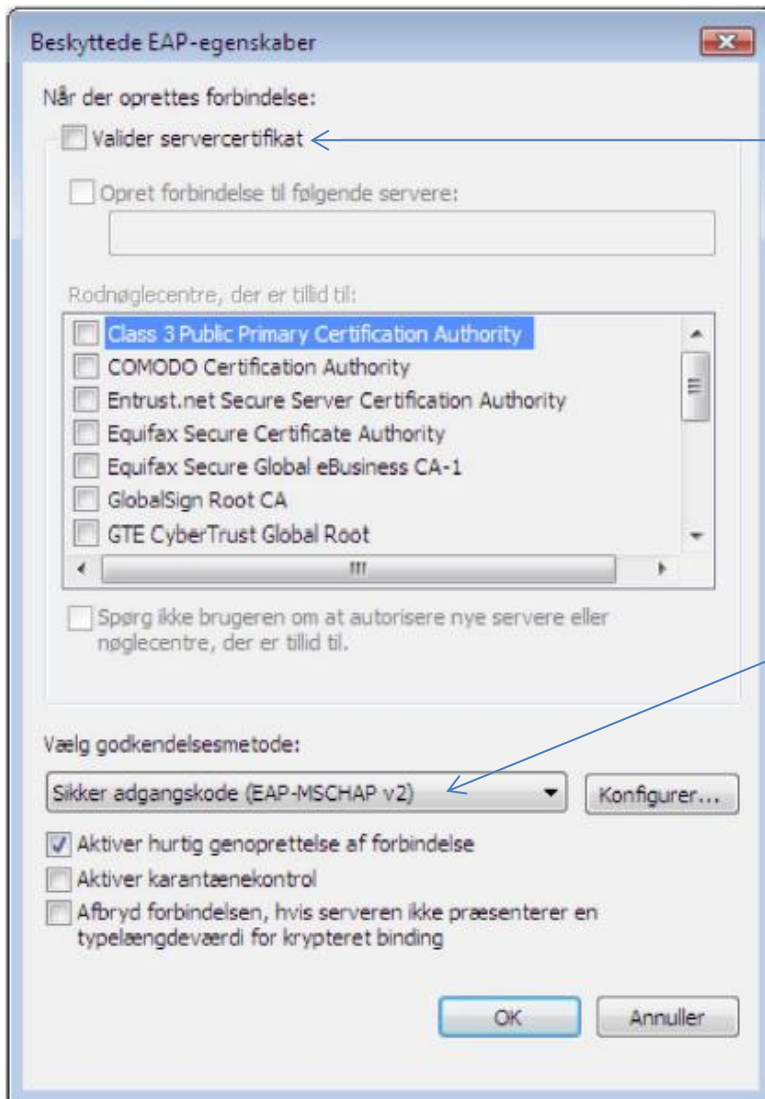 Beskyttede EAP-egenskaber
Når der oprettes forbindelse:
Valider servercertifkat
Opret forbindelse til følgende servere:
Rodnøglecentre, der er tillid til:
Class 3 Public Primary Certification Authority
COMODO Certification Authority
Entrust.net Secure Server Certification Authority
Equifax Secure Certificate Authority
Equifax Secure Global eBusiness CA-1
GlobalSign Root CA
GTE CyberTrust Global Root
Spørg ikke brugeren om at autorisere nye servere eller
nøglecentre, der er tillid til.
Vælg godkendelsesmetode:
Sikker adgangskode (EAP-MSCHAP v2)
Konfigurer...
Aktiver hurtig genoprettelse af forbindelse
Aktiver karantænekontrol
Afbryd forbindelsen, hvis serveren ikke præsenterer en
typelængdeværdi for krypteret binding
OK
Annuller